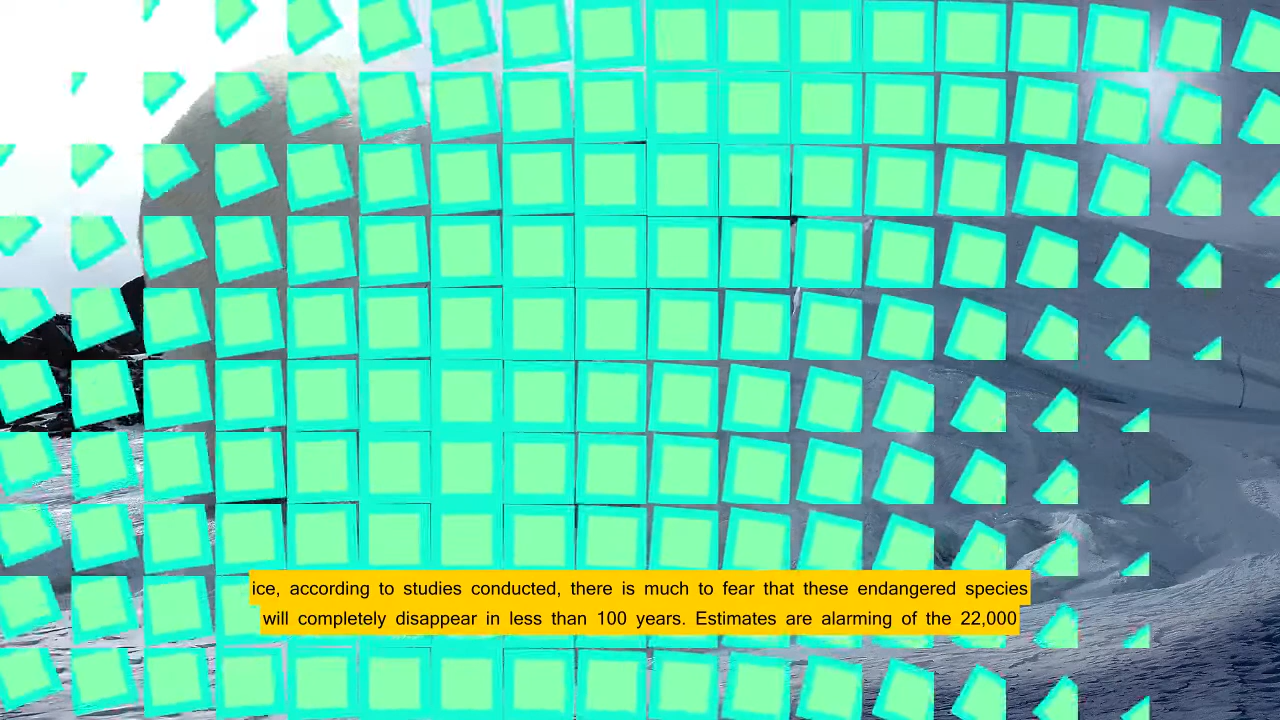 ice, according to studies conducted, there is much to fear that these endangered species
will completely disappear in less than 100 years. Estimates are alarming of the 22,000